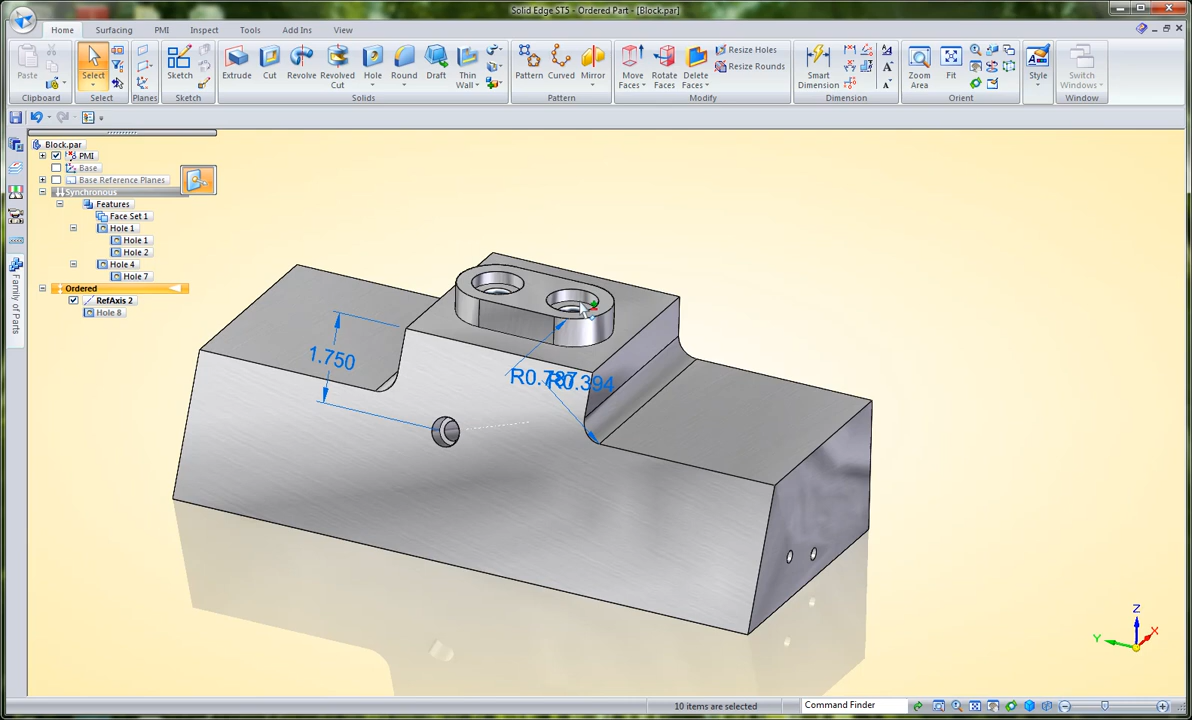 Solid Edge ST5 - Ordered Part - [Block.par]
Home Surfacing PMI Inspect Tools Add Ins View
Paste Select Sketch Extrude Cut Revolve Revolved Cut Hole Round Draft Thin Wall Pattern Curved Mirror Move Faces Rotate Faces Delete Faces Resize Holes Resize Rounds Smart Dimension Zoom Area Fit Style Switch Windows
Clipboard Select Planes Sketch Solids Pattern Modify Dimension Orient Window
Block.par
PMI
Base
Base Reference Planes
Synchronous
Features
Face Set 1
Hole 1
Hole 1
Hole 2
Hole 4
Hole 7
Ordered
RefAxis 2
Hole 8
Family of Parts
1.750
R0.787
R0.394
Z
Y
X
10 items are selected
Command Finder